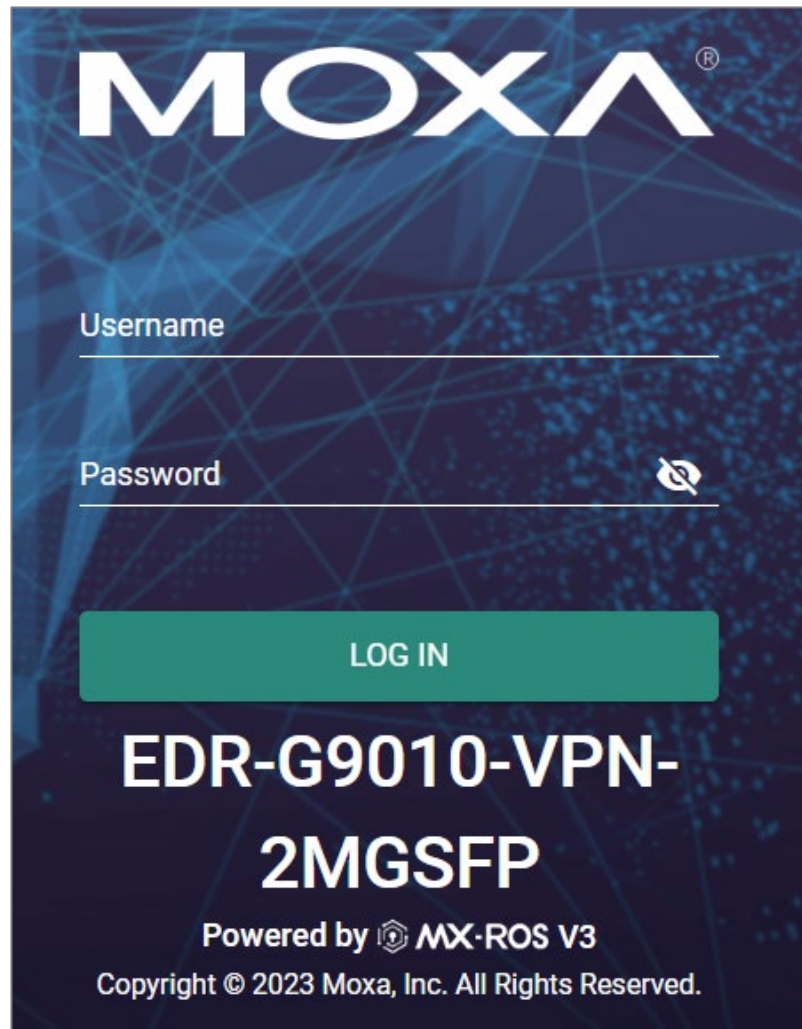 MOXA®
Username
Password
LOG IN
EDR-G9010-VPN-
2MGSFP
Powered by MX-ROS V3
Copyright © 2023 Moxa, Inc. All Rights Reserved.